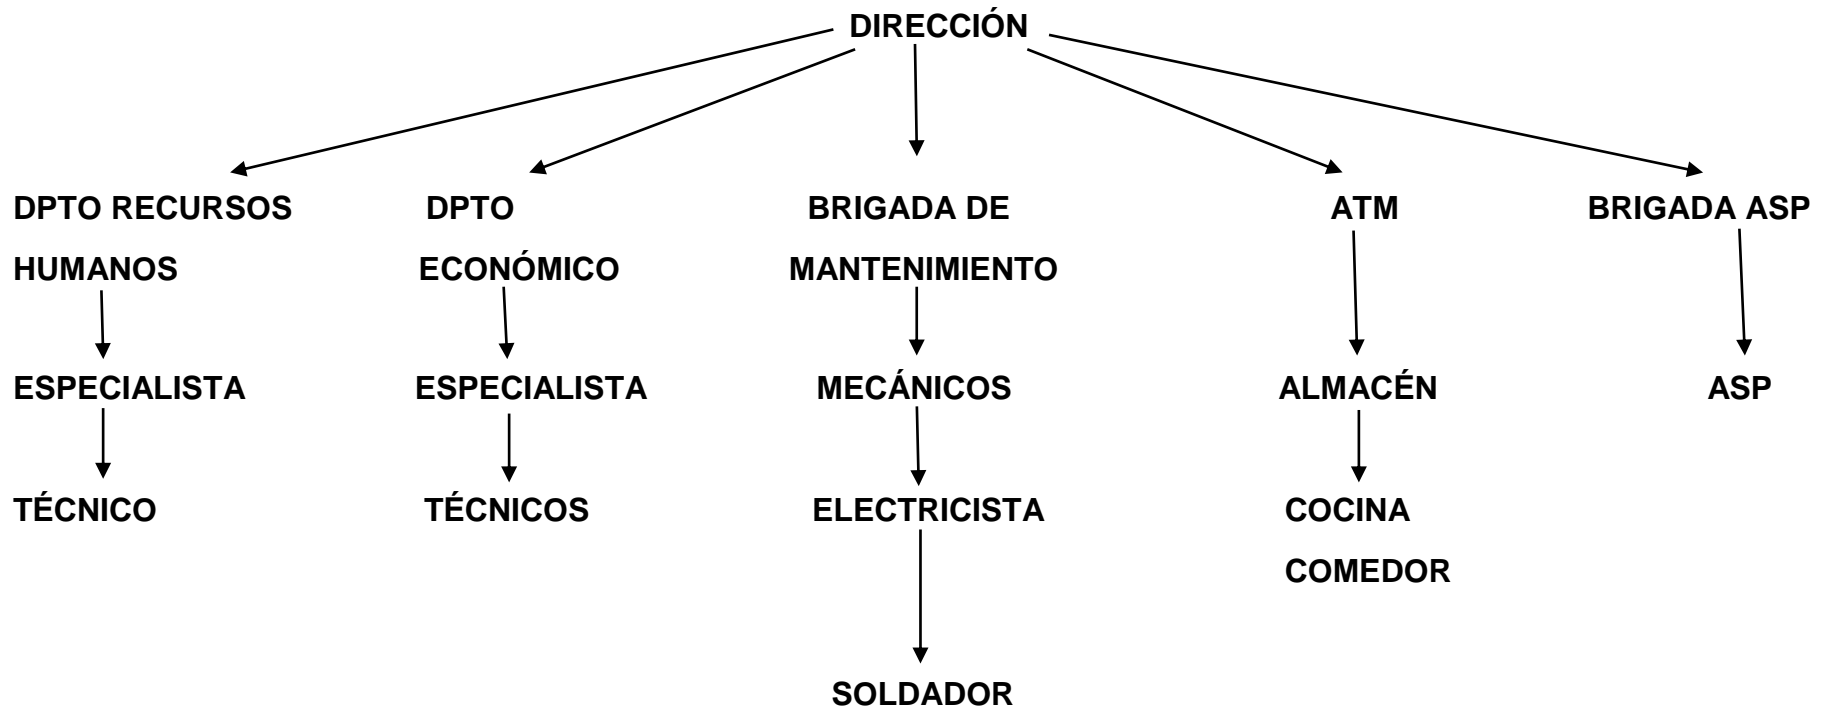 DIRECCIÓN
DPTO RECURSOS DPTO BRIGADA DE ATM BRIGADA ASP
HUMANOS ECONÓMICO MANTENIMIENTO
ESPECIALISTA ESPECIALISTA MECÁNICOS ALMACÉN ASP
TÉCNICO TÉCNICOS ELECTRICISTA COCINA
COMEDOR
SOLDADOR